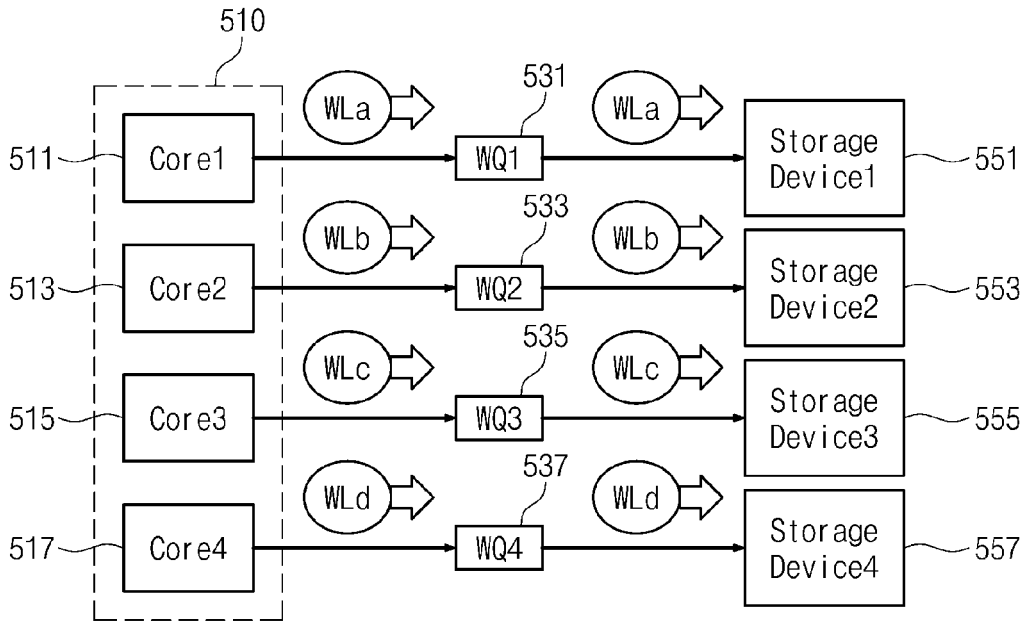 510
531
WLa
WLa
511
Core1
WQ1
Storage
Device1
551
533
WLb
WLb
513
Core2
WQ2
Storage
Device2
553
535
WLc
WLc
515
Core3
WQ3
Storage
Device3
555
537
WLd
WLd
517
Core4
WQ4
Storage
Device4
557